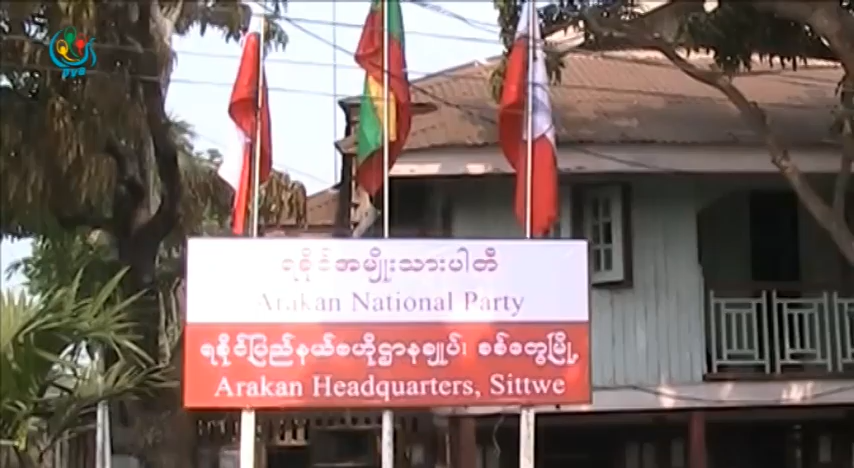 pys
ရခိုင်အမျိုးသားပါတီ
Arakan National Party
ရခိုင်ပြည်နယ်ဗဟိုဌာနချုပ်၊ စစ်တွေမြို့
Arakan Headquarters, Sittwe